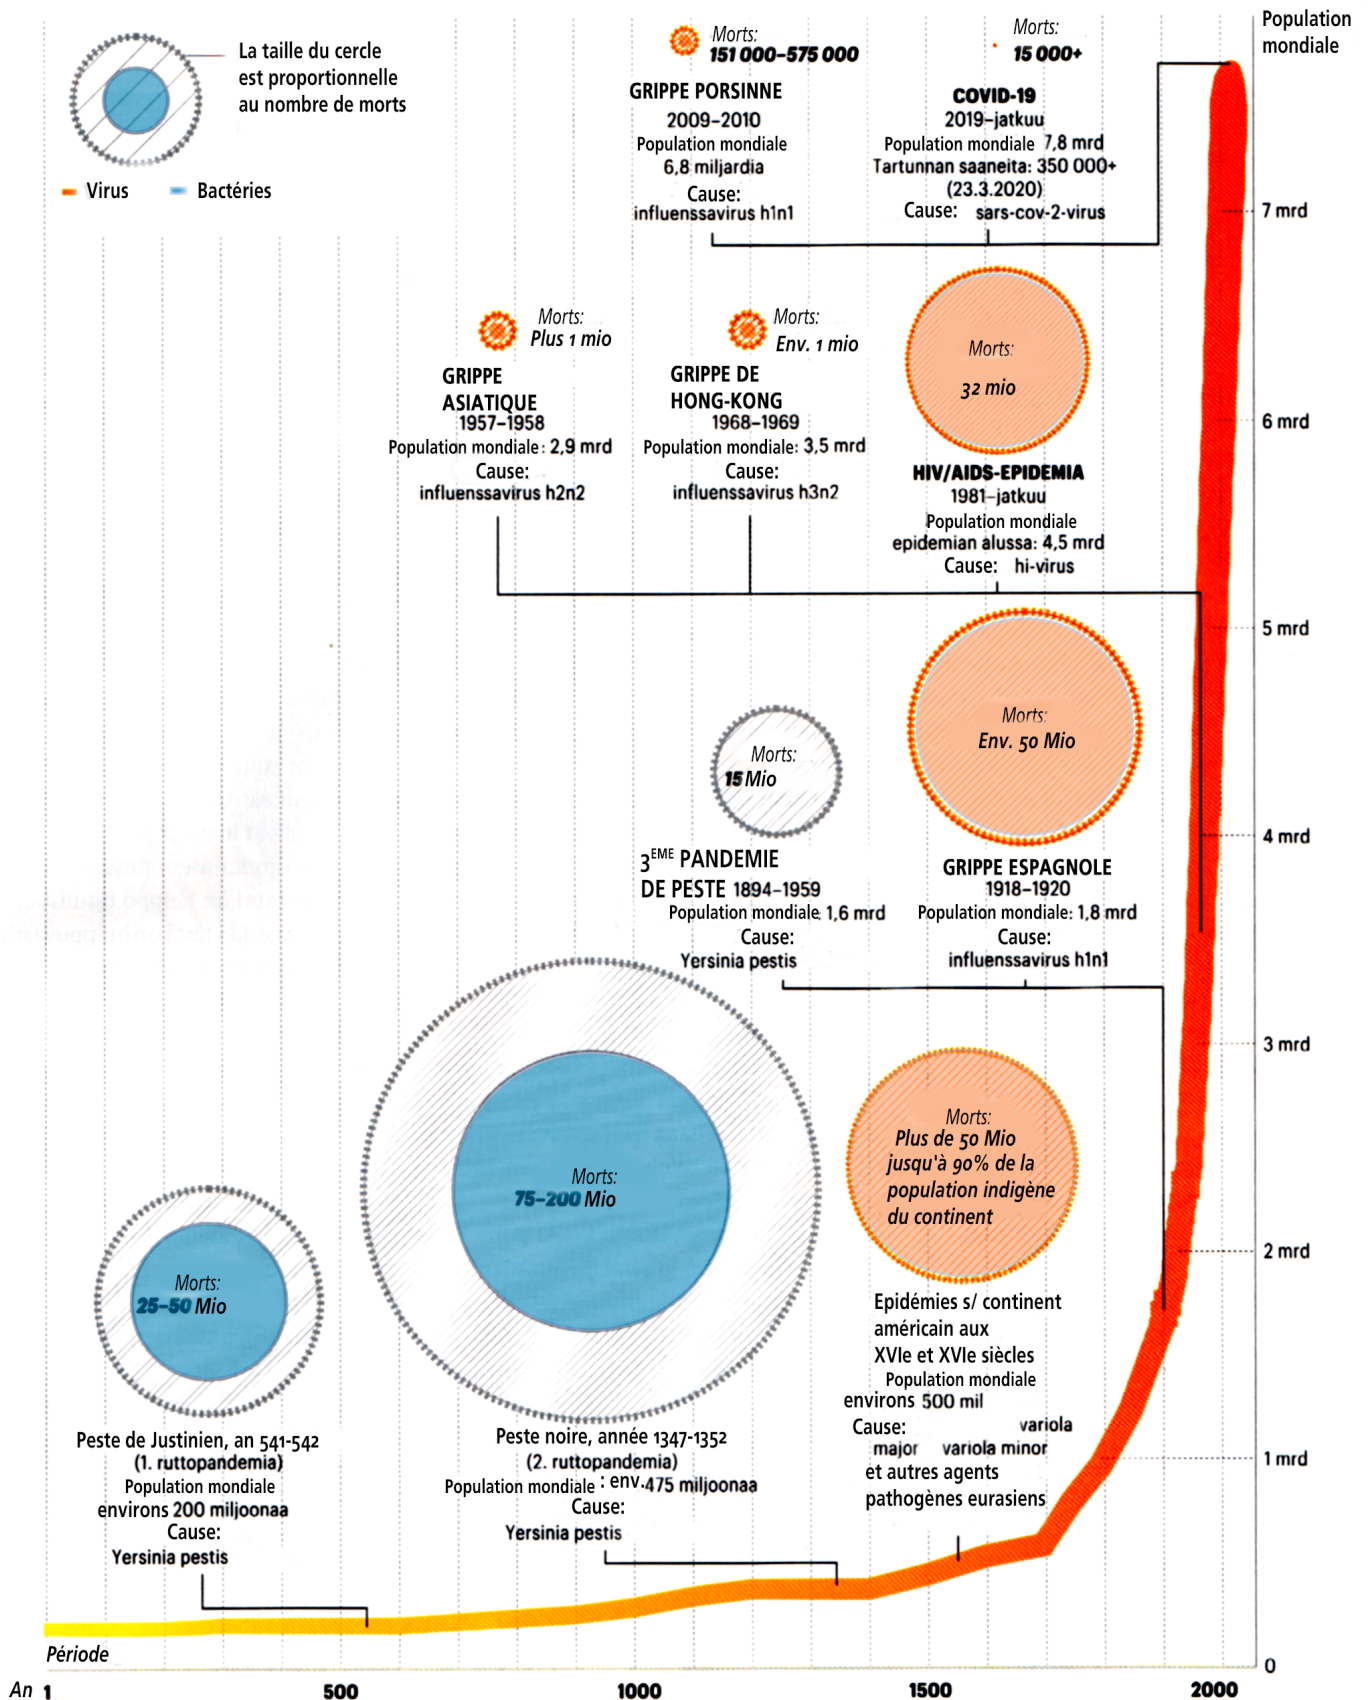 La taille du cercle
est proportionnelle
au nombre de morts
Virus
Bactéries
Morts:
151 000–575 000
GRIPPE PORSINNE
2009–2010
Population mondiale
6,8 miljardia
Cause:
influenssavirus h1n1
Morts:
15 000+
COVID-19
2019–jatkuu
Population mondiale 7,8 mrd
Tartunnan saaneita: 350 000+
(23.3.2020)
Cause: sars-cov-2-virus
Population
mondiale
7 mrd
6 mrd
5 mrd
4 mrd
3 mrd
2 mrd
1 mrd
0
Morts:
Plus 1 mio
GRIPPE
ASIATIQUE
1957–1958
Population mondiale: 2,9 mrd
Cause:
influenssavirus h2n2
Morts:
Env. 1 mio
GRIPPE DE
HONG-KONG
1968–1969
Population mondiale: 3,5 mrd
Cause:
influenssavirus h3n2
Morts:
32 mio
HIV/AIDS-EPIDEMIA
1981–jatkuu
Population mondiale
epidemian alussa: 4,5 mrd
Cause: hi-virus
Morts:
15 Mio
3EME PANDEMIE
DE PESTE 1894–1959
Population mondiale 1,6 mrd
Cause:
Yersinia pestis
Morts:
Env. 50 Mio
GRIPPE ESPAGNOLE
1918–1920
Population mondiale: 1,8 mrd
Cause:
influenssavirus h1n1
Morts:
25–50 Mio
Peste de Justinien, an 541-542
(1. ruttopandemia)
Population mondiale
environs 200 miljoonaa
Cause:
Yersinia pestis
Morts:
75–200 Mio
Peste noire, année 1347-1352
(2. ruttopandemia)
Population mondiale : env. 475 miljoonaa
Cause:
Yersinia pestis
Morts:
Plus de 50 Mio
jusqu'à 90% de la
population indigène
du continent
Epidémies s/ continent
américain aux
XVIe et XVIe siècles
Population mondiale
environs 500 mil
Cause: variola
major variola minor
et autres agents
pathogènes eurasiens
Période
An 1 500 1000 1500 2000